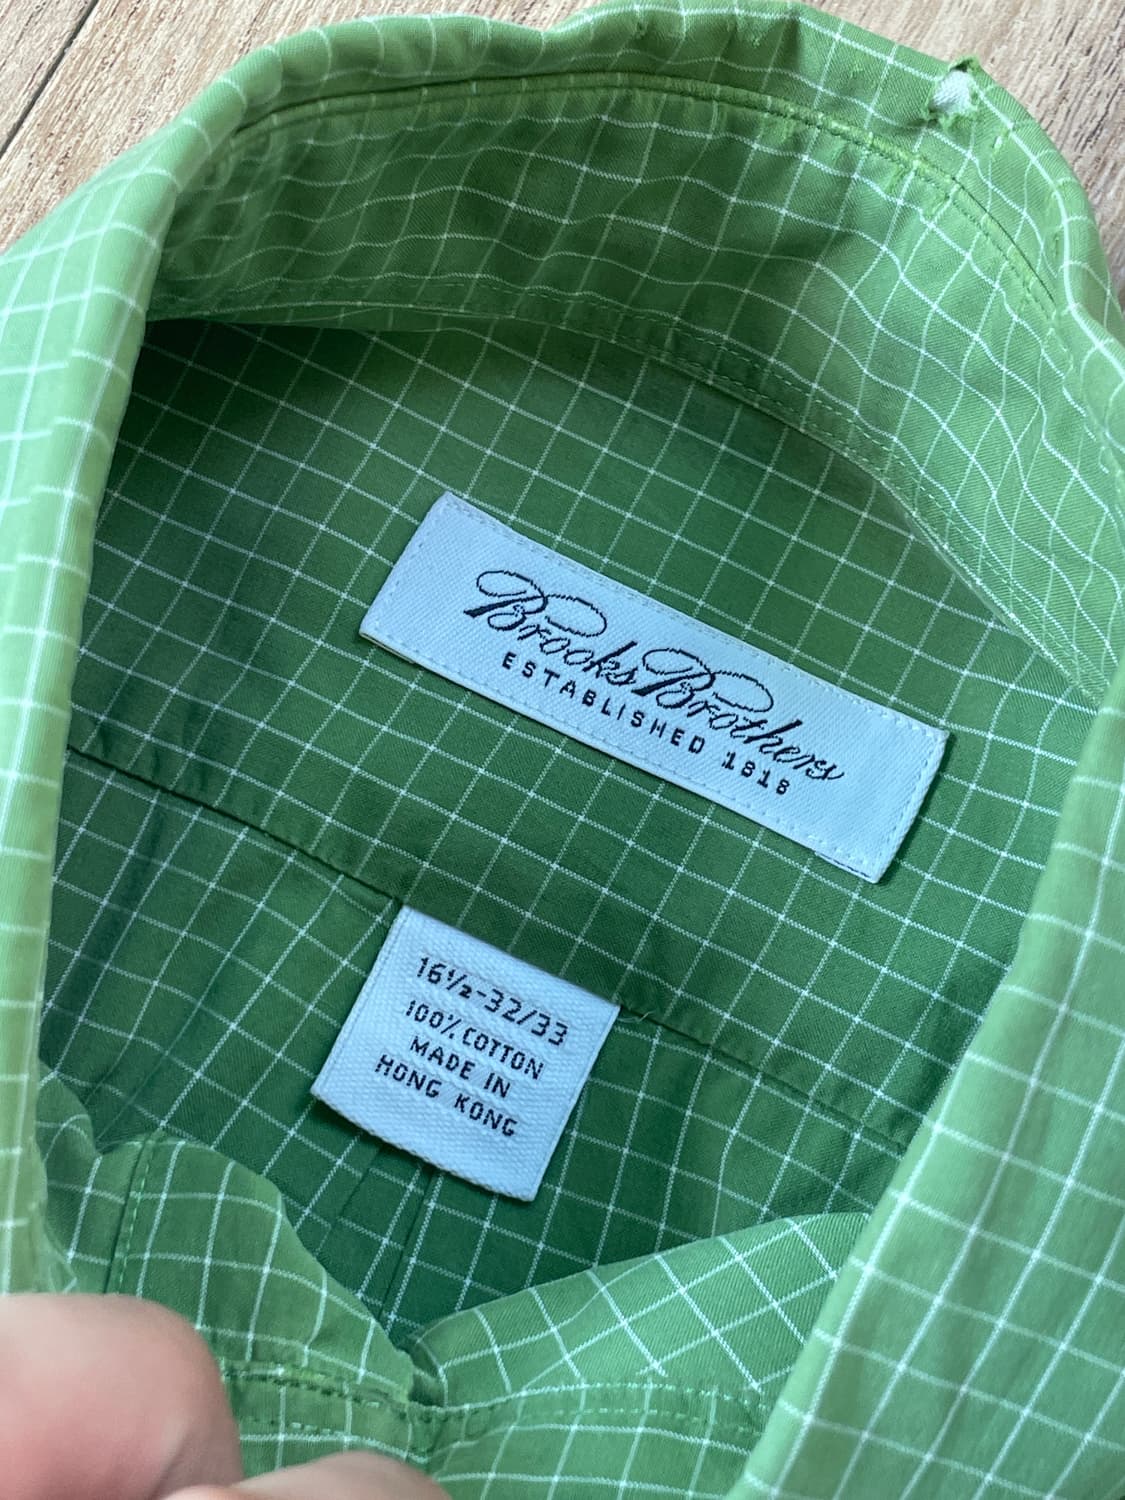 Brooks Brothers
ESTABLISHED 1818
16½-32/33
100% COTTON
MADE IN
HONG KONG